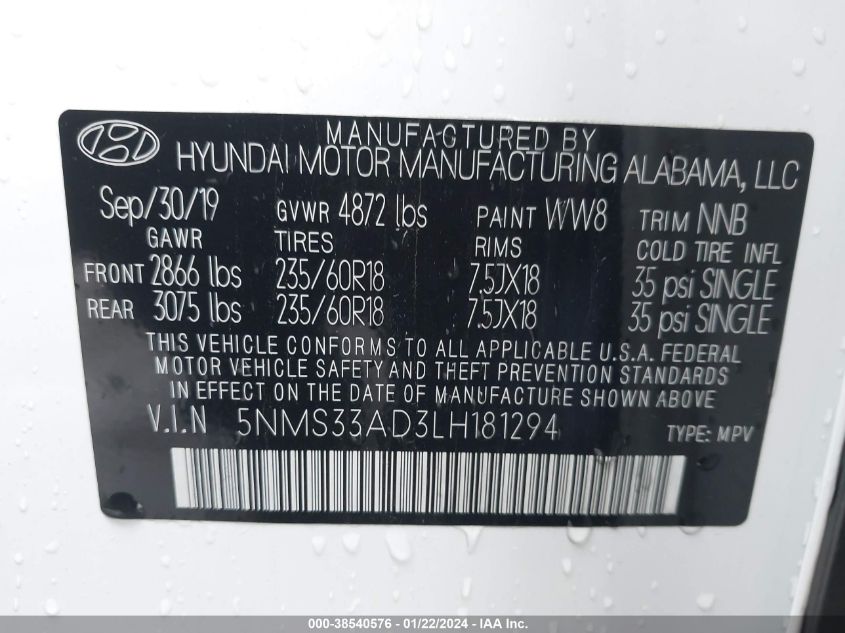 MANUFACTURED BY
HYUNDAI MOTOR MANUFACTURING ALABAMA, LLC
Sep/30/19 GVWR 4872 lbs PAINT WW8 TRIM NNB
GAWR TIRES RIMS COLD TIRE INFL
FRONT 2866 lbs 235/60R18 7.5JX18 35 psi SINGLE
REAR 3075 lbs 235/60R18 7.5JX18 35 psi SINGLE
THIS VEHICLE CONFORMS TO ALL APPLICABLE U.S.A. FEDERAL
MOTOR VEHICLE SAFETY AND THEFT PREVENTION STANDARDS
IN EFFECT ON THE DATE OF MANUFACTURE SHOWN ABOVE.
V.I.N 5NMS33AD3LH181294 TYPE: MPV
000-38540576 - 01/22/2024 - IAA Inc.